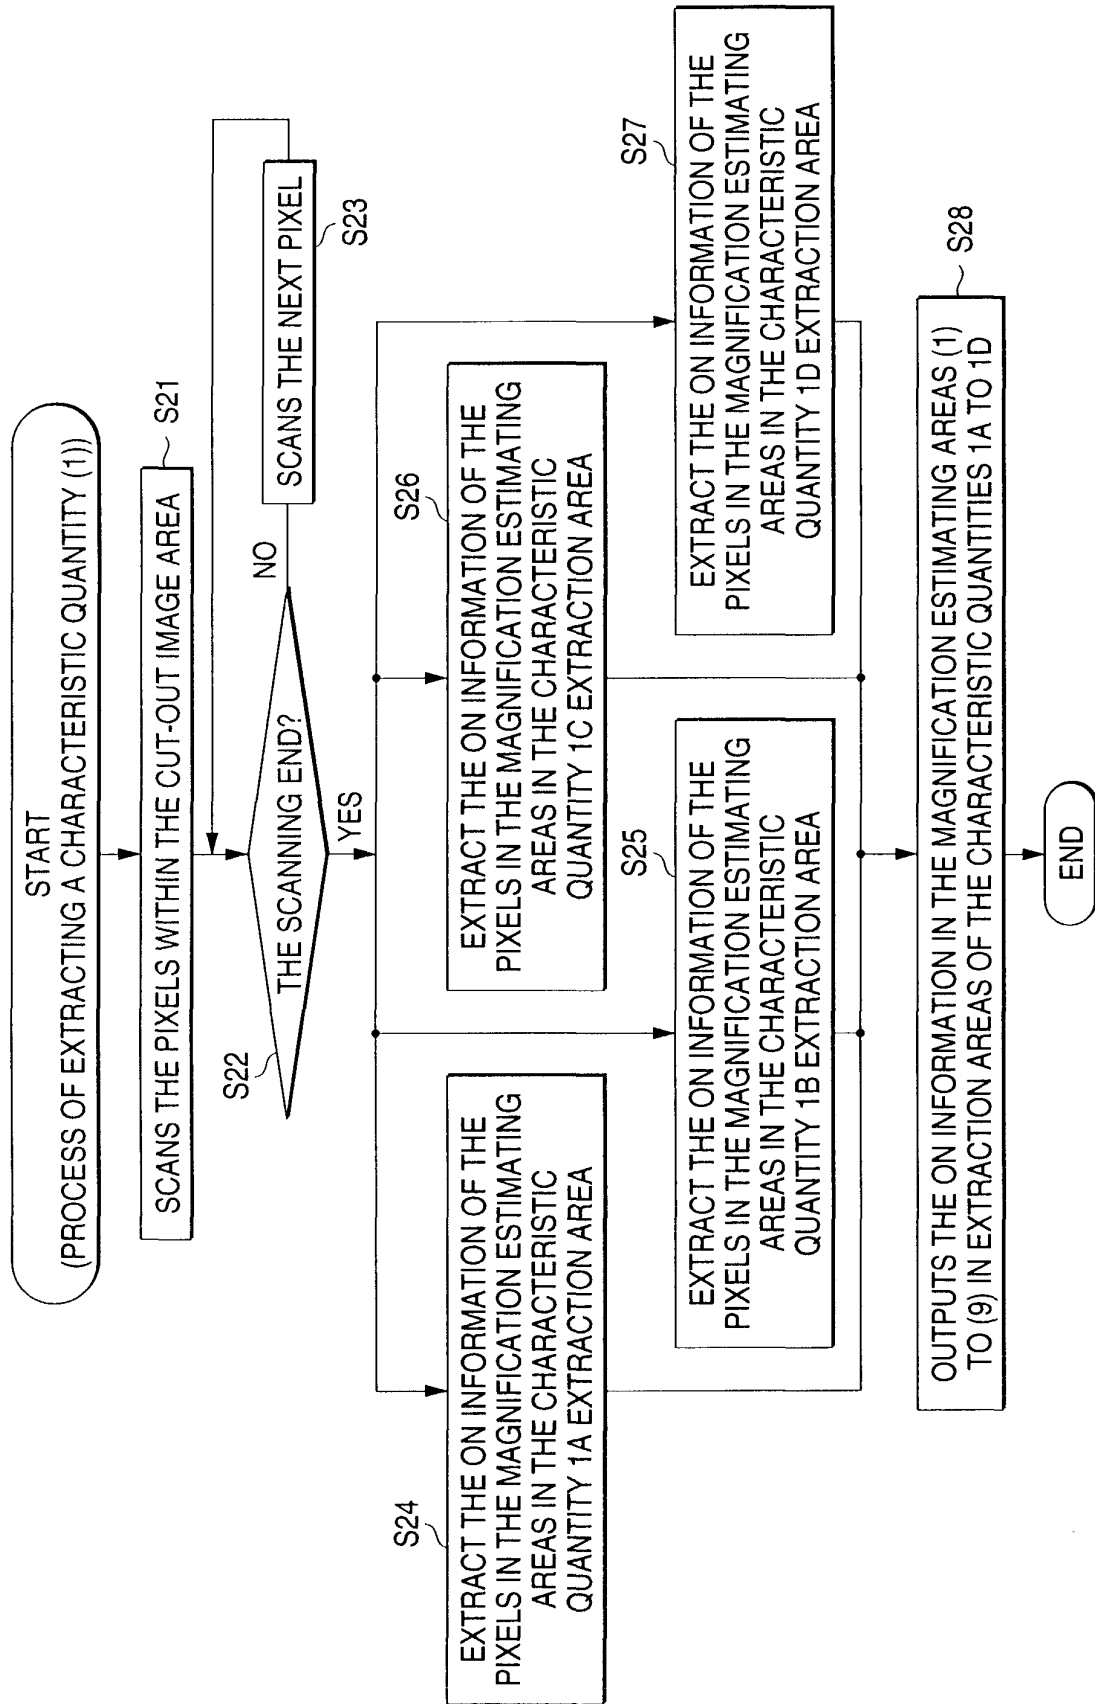 START
(PROCESS OF EXTRACTING A CHARACTERISTIC QUANTITY (1))
S21
SCANS THE PIXELS WITHIN THE CUT-OUT IMAGE AREA
S22
THE SCANNING END?
NO
YES
SCANS THE NEXT PIXEL
S23
S24
EXTRACT THE ON INFORMATION OF THE
PIXELS IN THE MAGNIFICATION ESTIMATING
AREAS IN THE CHARACTERISTIC
QUANTITY 1A EXTRACTION AREA
S25
EXTRACT THE ON INFORMATION OF THE
PIXELS IN THE MAGNIFICATION ESTIMATING
AREAS IN THE CHARACTERISTIC
QUANTITY 1B EXTRACTION AREA
S26
EXTRACT THE ON INFORMATION OF THE
PIXELS IN THE MAGNIFICATION ESTIMATING
AREAS IN THE CHARACTERISTIC
QUANTITY 1C EXTRACTION AREA
S27
EXTRACT THE ON INFORMATION OF THE
PIXELS IN THE MAGNIFICATION ESTIMATING
AREAS IN THE CHARACTERISTIC
QUANTITY 1D EXTRACTION AREA
S28
OUTPUTS THE ON INFORMATION IN THE MAGNIFICATION ESTIMATING AREAS (1)
TO (9) IN EXTRACTION AREAS OF THE CHARACTERISTIC QUANTITIES 1A TO 1D
END